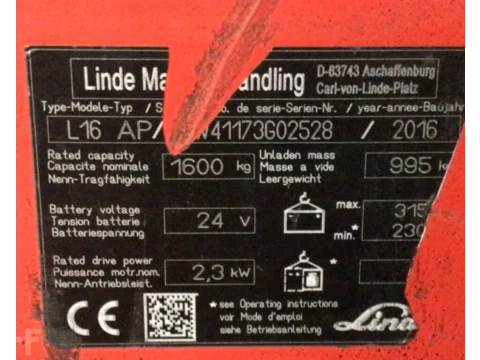 Linde Ma andling D-63743 Aschaffenburg
Carl-von-Linde-Platz
Type-Modele-Typ / S o. de serie-Serien-Nr. / year-annee-Baujahr
L16 AP/ W41173G02528 / 2016
Rated capacity
Capacite nominale
Nenn-Tragfähigkeit
1600 kg
Unladen mass
Masse a vide
Leergewicht
995 k
Battery voltage
Tension batterie
Batteriespannung
24 V
max. 315
min.* 230
Rated drive power
Puissance motr.nom.
Nenn-Antriebsleist.
2,3 kW
*
CE
* see Operating instructions
voir Mode d'emploi
siehe Betriebsanleitung
Linde